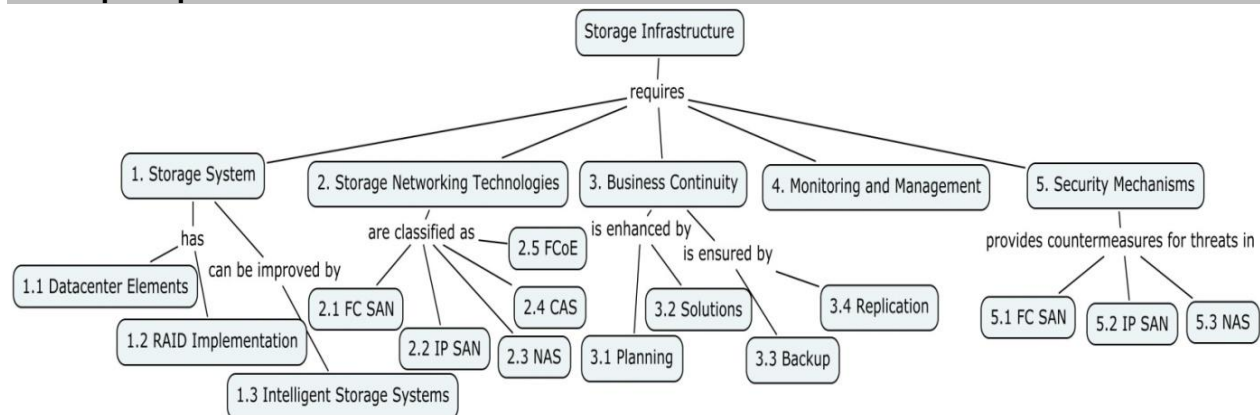 Storage Infrastructure
requires
1. Storage System
2. Storage Networking Technologies
3. Business Continuity
4. Monitoring and Management
5. Security Mechanisms
has
can be improved by
1.1 Datacenter Elements
1.2 RAID Implementation
1.3 Intelligent Storage Systems
are classified as
2.1 FC SAN
2.2 IP SAN
2.3 NAS
2.4 CAS
2.5 FCoE
is enhanced by
is ensured by
3.1 Planning
3.2 Solutions
3.3 Backup
3.4 Replication
provides countermeasures for threats in
5.1 FC SAN
5.2 IP SAN
5.3 NAS